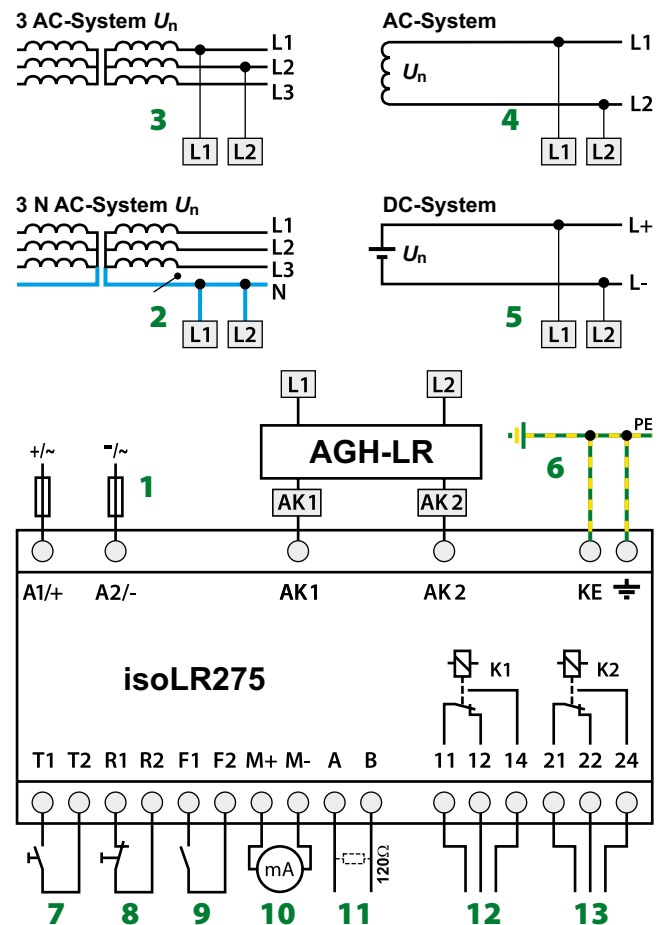 3 AC-System Un
AC-System
L1
L2
L3
3
L1 L2
Un
L1
L2
4
L1 L2
3 N AC-System Un
DC-System
L1
L2
L3
N
2
L1 L2
Un
L+
L-
5
L1 L2
L1 L2
AGH-LR
AK1 AK2
+/~ -/~
1
PE
6
A1/+ A2/- AK1 AK2 KE
isoLR275
K1 K2
T1 T2 R1 R2 F1 F2 M+ M- A B 11 12 14 21 22 24
mA
120Ω
7 8 9 10 11 12 13